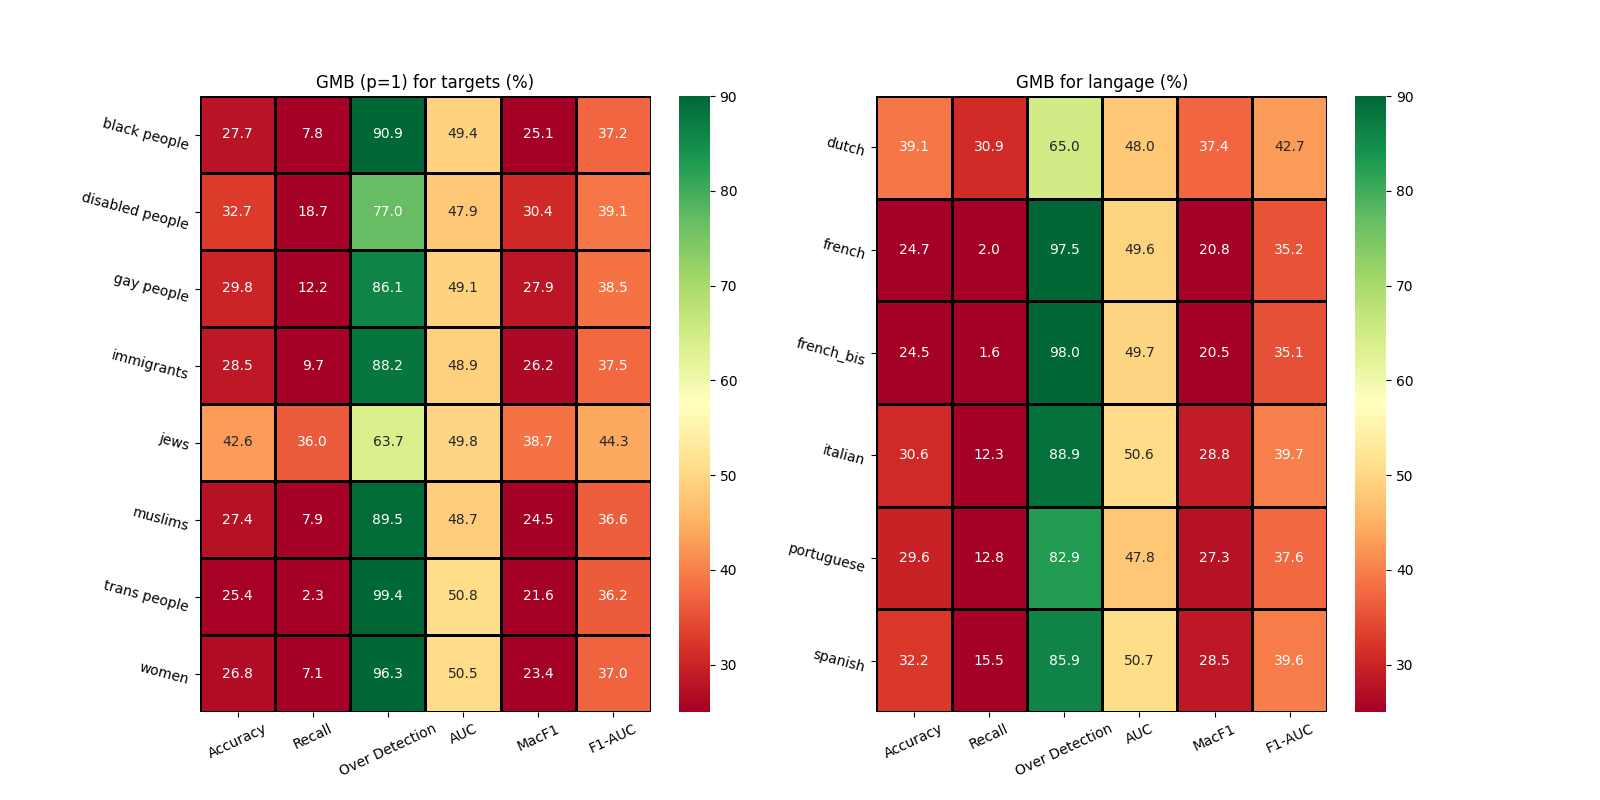 GMB (p=1) for targets (%)
black people 27.7 7.8 90.9 49.4 25.1 37.2
disabled people 32.7 18.7 77.0 47.9 30.4 39.1
gay people 29.8 12.2 86.1 49.1 27.9 38.5
immigrants 28.5 9.7 88.2 48.9 26.2 37.5
jews 42.6 36.0 63.7 49.8 38.7 44.3
muslims 27.4 7.9 89.5 48.7 24.5 36.6
trans people 25.4 2.3 99.4 50.8 21.6 36.2
women 26.8 7.1 96.3 50.5 23.4 37.0
Accuracy Recall Over Detection AUC MacF1 F1-AUC
90
80
70
60
50
40
30
GMB for langage (%)
dutch 39.1 30.9 65.0 48.0 37.4 42.7
french 24.7 2.0 97.5 49.6 20.8 35.2
french_bis 24.5 1.6 98.0 49.7 20.5 35.1
italian 30.6 12.3 88.9 50.6 28.8 39.7
portuguese 29.6 12.8 82.9 47.8 27.3 37.6
spanish 32.2 15.5 85.9 50.7 28.5 39.6
Accuracy Recall Over Detection AUC MacF1 F1-AUC
90
80
70
60
50
40
30